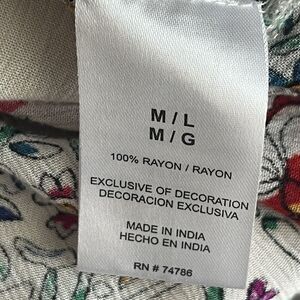 M / L
M / G
100% RAYON / RAYON
EXCLUSIVE OF DECORATION
DECORACION EXCLUSIVA
MADE IN INDIA
HECHO EN INDIA
RN # 74786